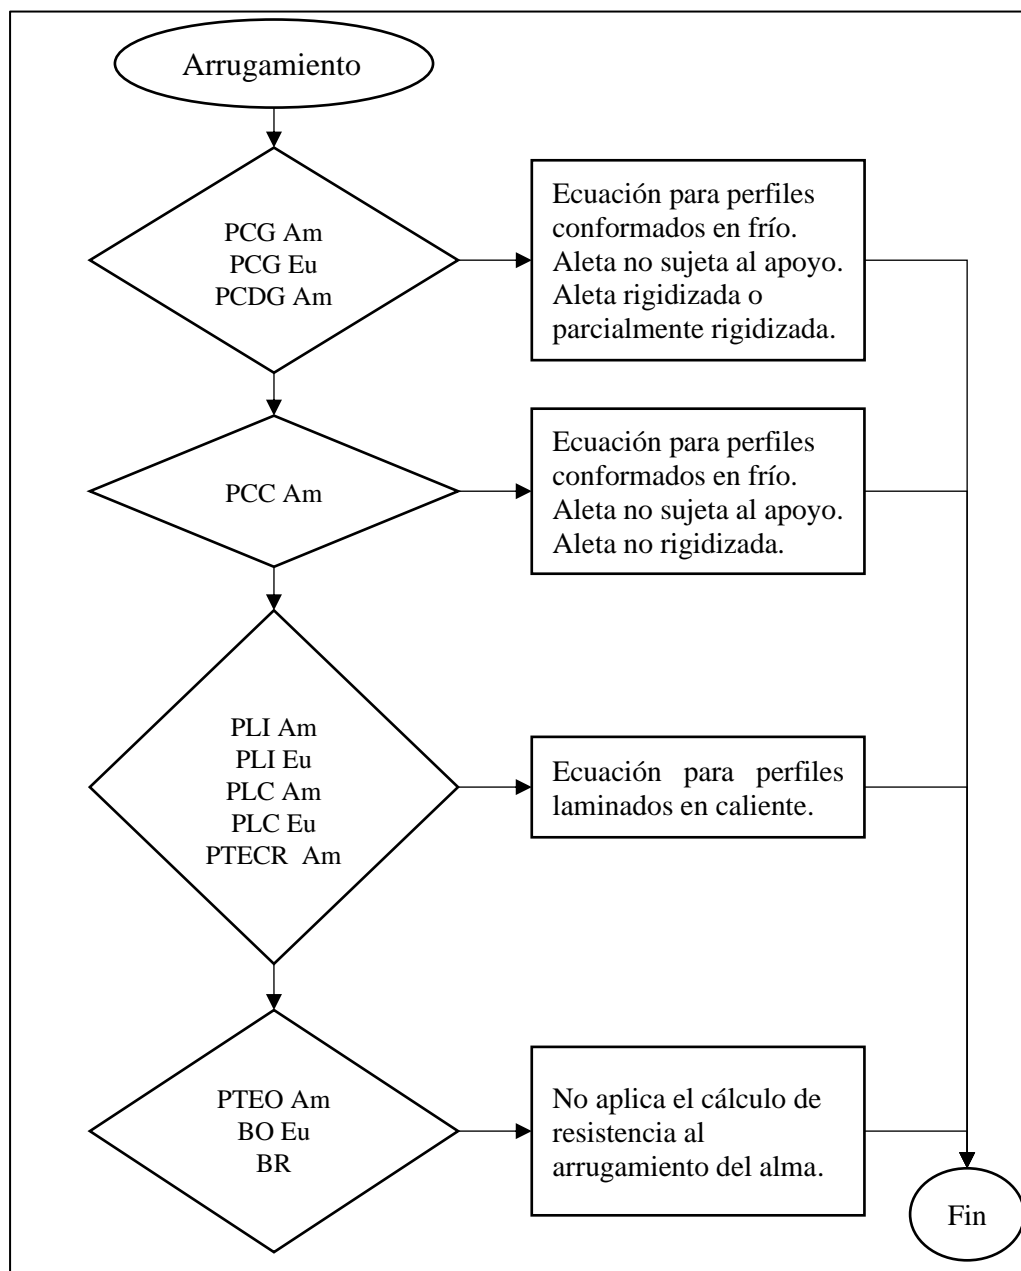 Arrugamiento
PCG Am
PCG Eu
PCDG Am
Ecuación para perfiles
conformados en frío.
Aleta no sujeta al apoyo.
Aleta rigidizada o
parcialmente rigidizada.
PCC Am
Ecuación para perfiles
conformados en frío.
Aleta no sujeta al apoyo.
Aleta no rigidizada.
PLI Am
PLI Eu
PLC Am
PLC Eu
PTECR Am
Ecuación para perfiles
laminados en caliente.
PTEO Am
BO Eu
BR
No aplica el cálculo de
resistencia al
arrugamiento del alma.
Fin